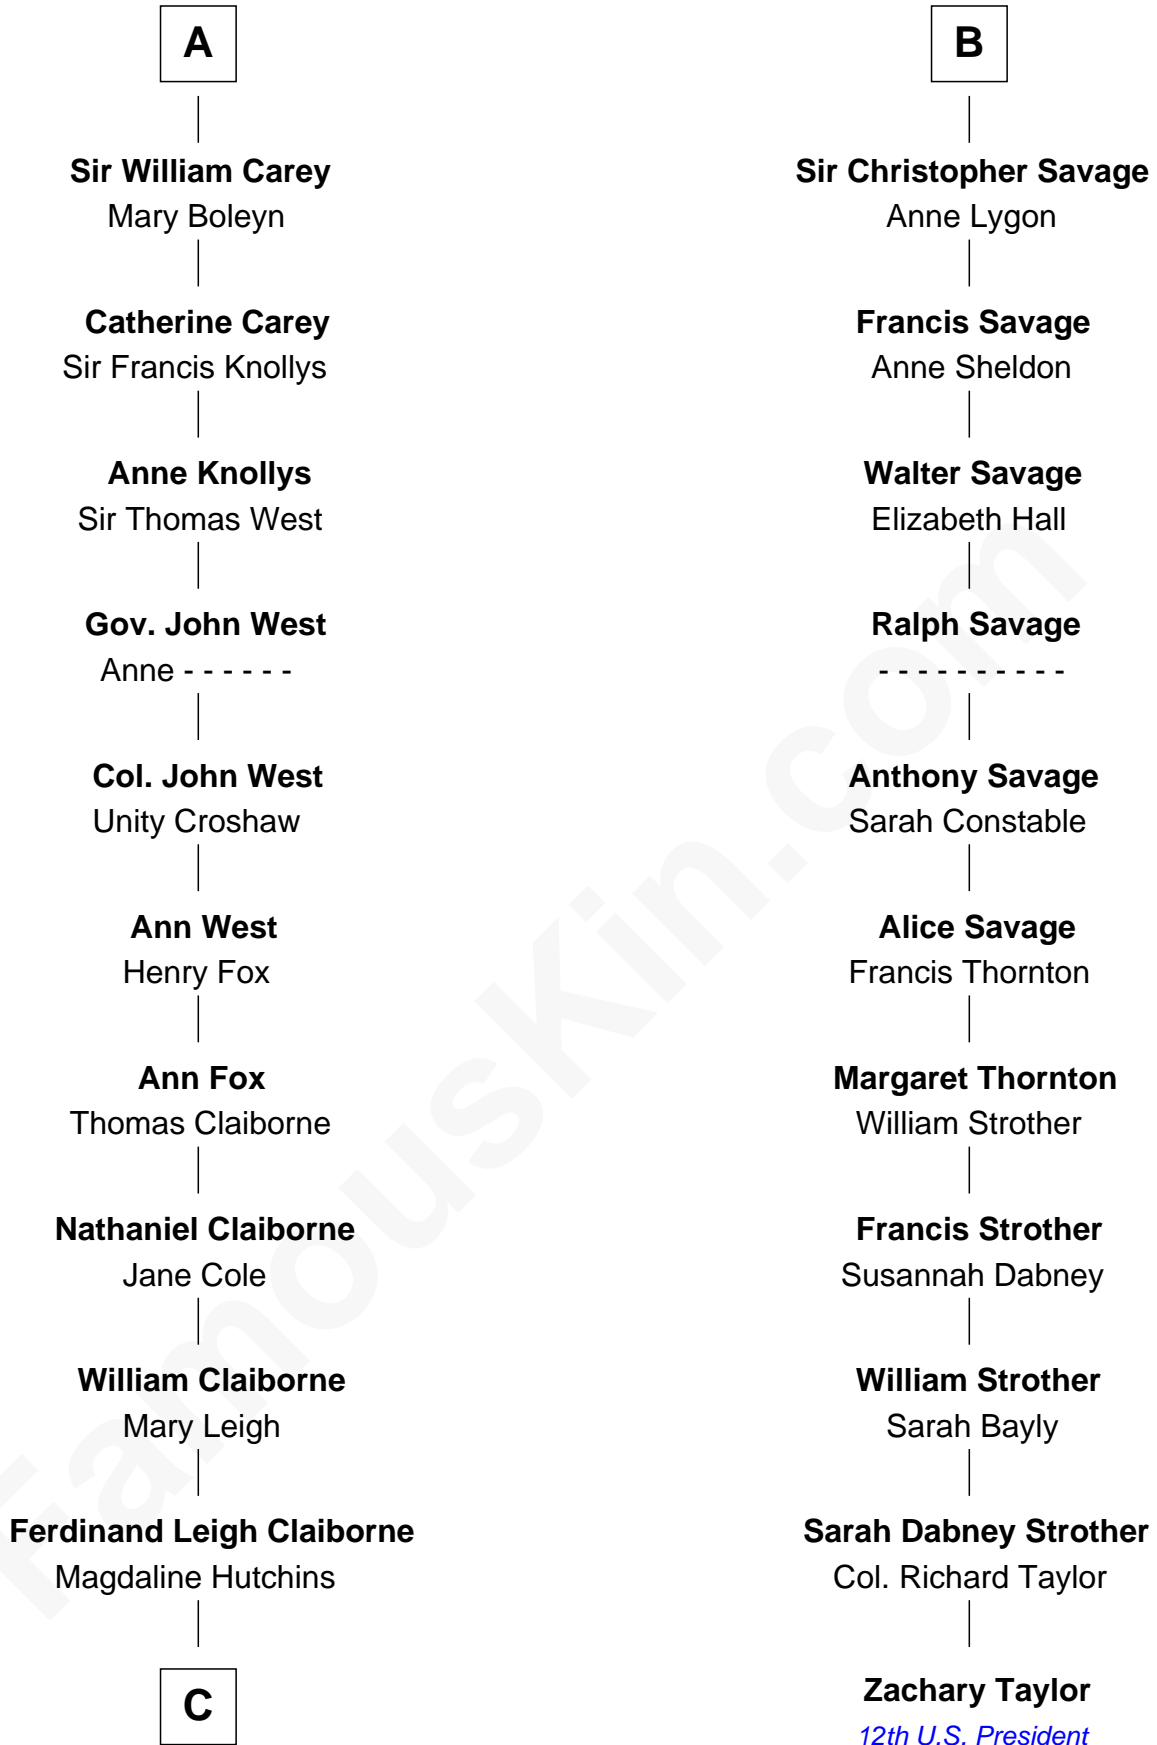 A
Sir William Carey
Mary Boleyn
Catherine Carey
Sir Francis Knollys
Anne Knollys
Sir Thomas West
Gov. John West
Anne - - - - - -
Col. John West
Unity Croshaw
Ann West
Henry Fox
Ann Fox
Thomas Claiborne
Nathaniel Claiborne
Jane Cole
William Claiborne
Mary Leigh
Ferdinand Leigh Claiborne
Magdaline Hutchins
C
B
Sir Christopher Savage
Anne Lygon
Francis Savage
Anne Sheldon
Walter Savage
Elizabeth Hall
Ralph Savage
- - - - - - - - - -
Anthony Savage
Sarah Constable
Alice Savage
Francis Thornton
Margaret Thornton
William Strother
Francis Strother
Susannah Dabney
William Strother
Sarah Bayly
Sarah Dabney Strother
Col. Richard Taylor
Zachary Taylor
12th U.S. President
FamousKin.com